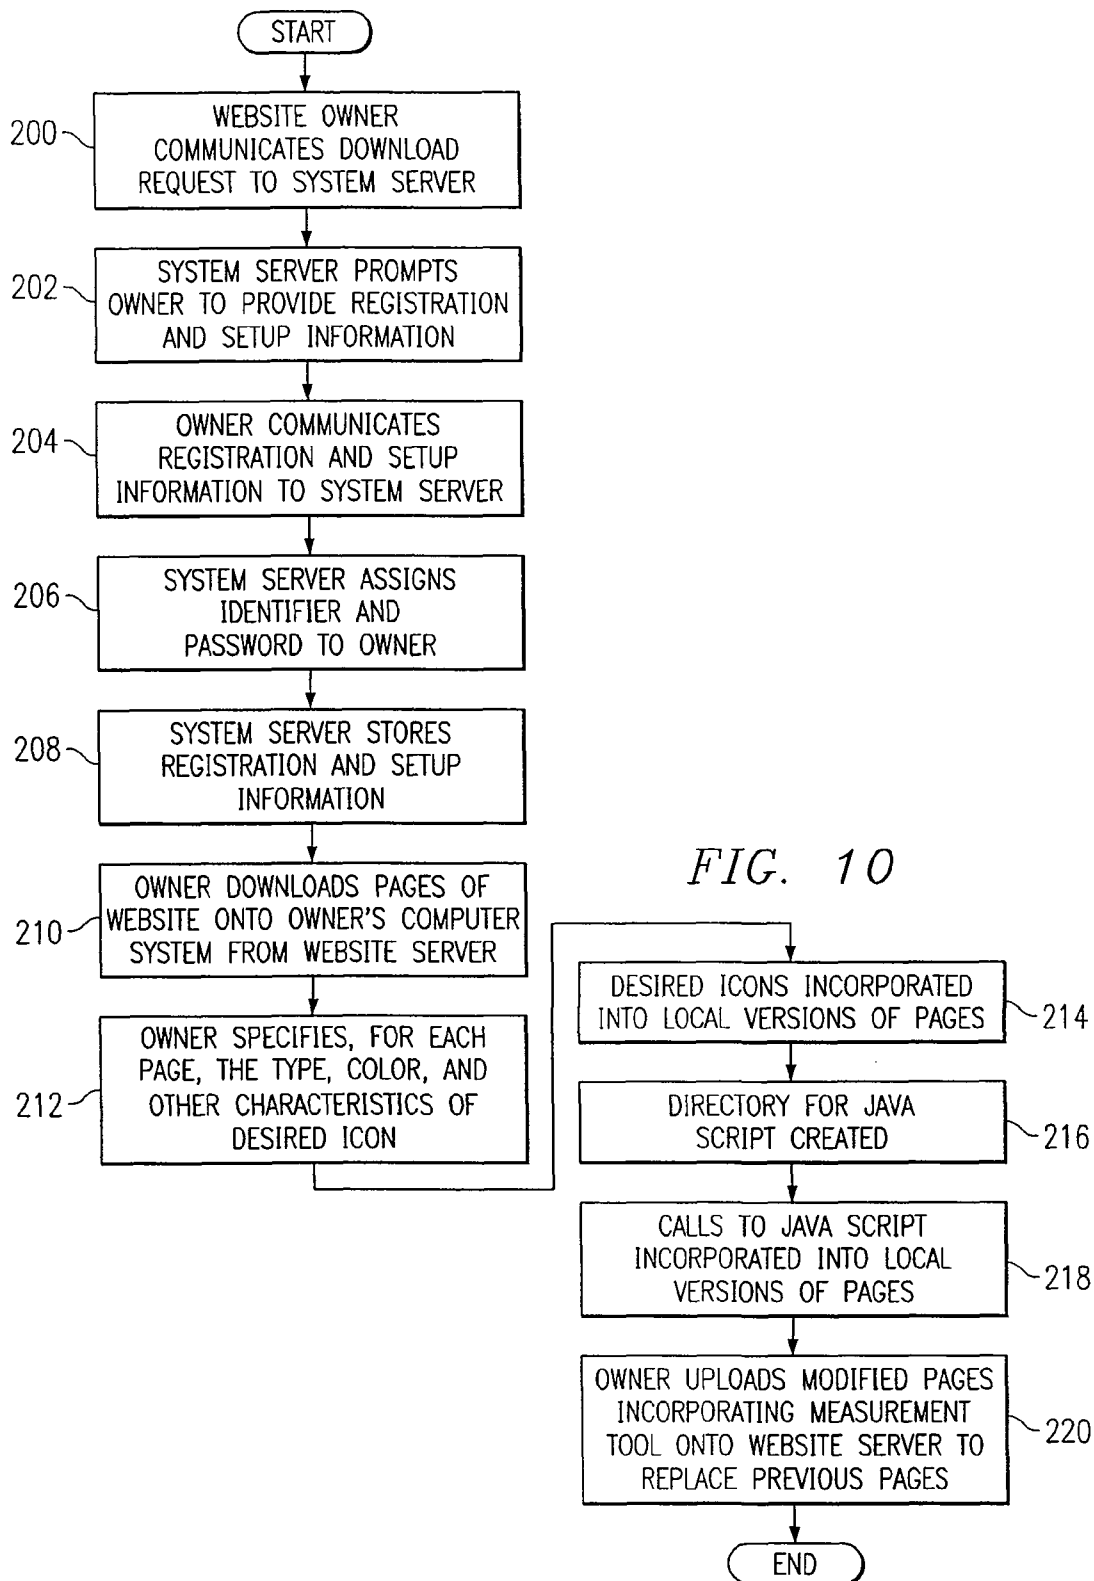 START
200
WEBSITE OWNER
COMMUNICATES DOWNLOAD
REQUEST TO SYSTEM SERVER
202
SYSTEM SERVER PROMPTS
OWNER TO PROVIDE REGISTRATION
AND SETUP INFORMATION
204
OWNER COMMUNICATES
REGISTRATION AND SETUP
INFORMATION TO SYSTEM SERVER
206
SYSTEM SERVER ASSIGNS
IDENTIFIER AND
PASSWORD TO OWNER
208
SYSTEM SERVER STORES
REGISTRATION AND SETUP
INFORMATION
210
OWNER DOWNLOADS PAGES OF
WEBSITE ONTO OWNER'S COMPUTER
SYSTEM FROM WEBSITE SERVER
212
OWNER SPECIFIES, FOR EACH
PAGE, THE TYPE, COLOR, AND
OTHER CHARACTERISTICS OF
DESIRED ICON
FIG. 10
DESIRED ICONS INCORPORATED
INTO LOCAL VERSIONS OF PAGES
214
DIRECTORY FOR JAVA
SCRIPT CREATED
216
CALLS TO JAVA SCRIPT
INCORPORATED INTO LOCAL
VERSIONS OF PAGES
218
OWNER UPLOADS MODIFIED PAGES
INCORPORATING MEASUREMENT
TOOL ONTO WEBSITE SERVER TO
REPLACE PREVIOUS PAGES
220
END